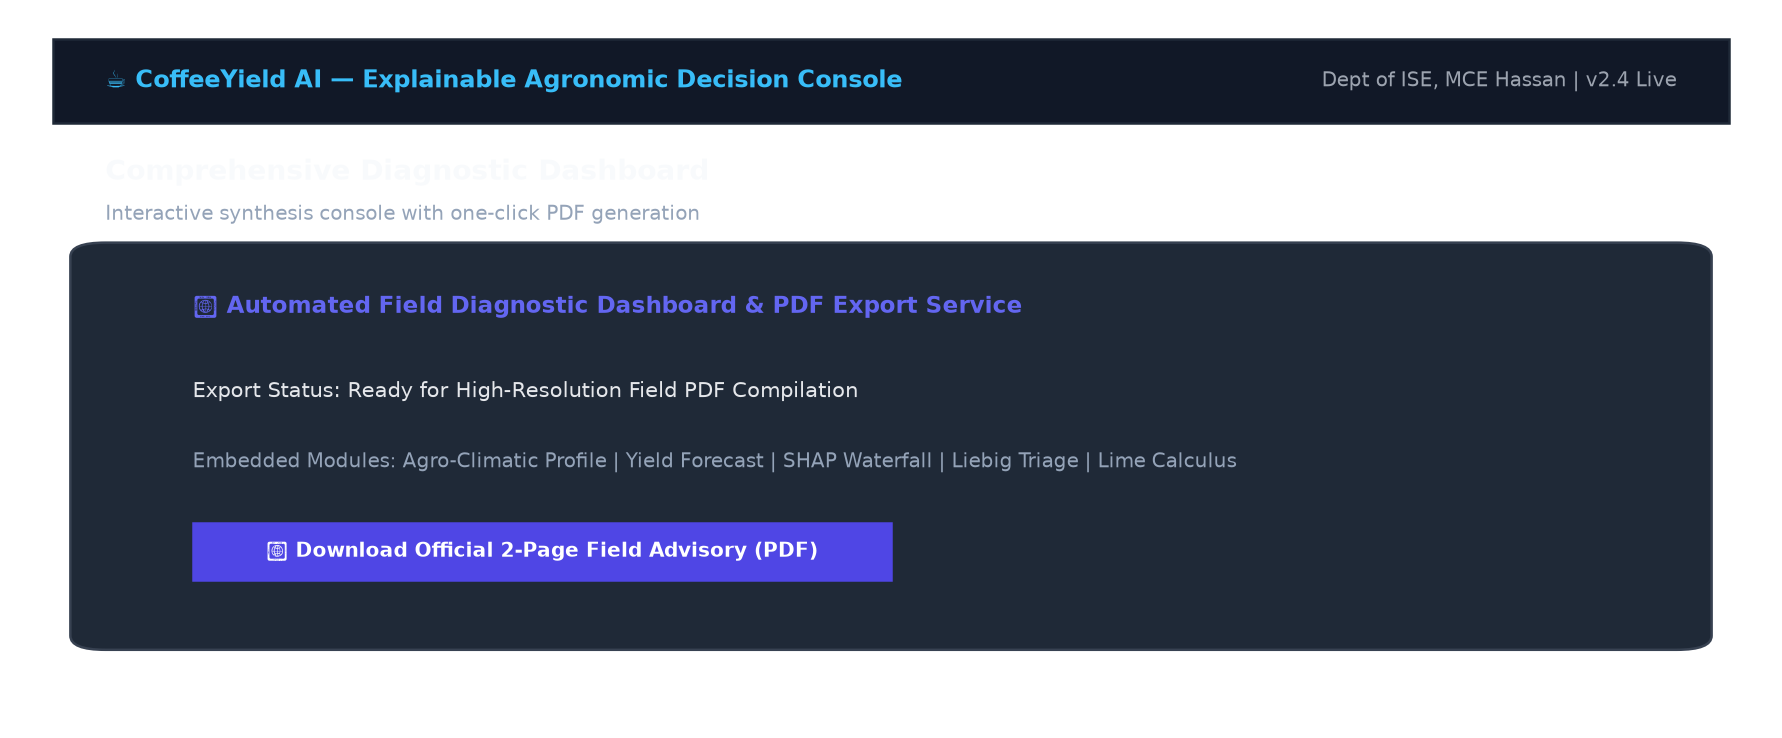 ☕ CoffeeYield AI — Explainable Agronomic Decision Console
Dept of ISE, MCE Hassan | v2.4 Live
Comprehensive Diagnostic Dashboard
Interactive synthesis console with one-click PDF generation
Automated Field Diagnostic Dashboard & PDF Export Service
Export Status: Ready for High-Resolution Field PDF Compilation
Embedded Modules: Agro-Climatic Profile | Yield Forecast | SHAP Waterfall | Liebig Triage | Lime Calculus
Download Official 2-Page Field Advisory (PDF)